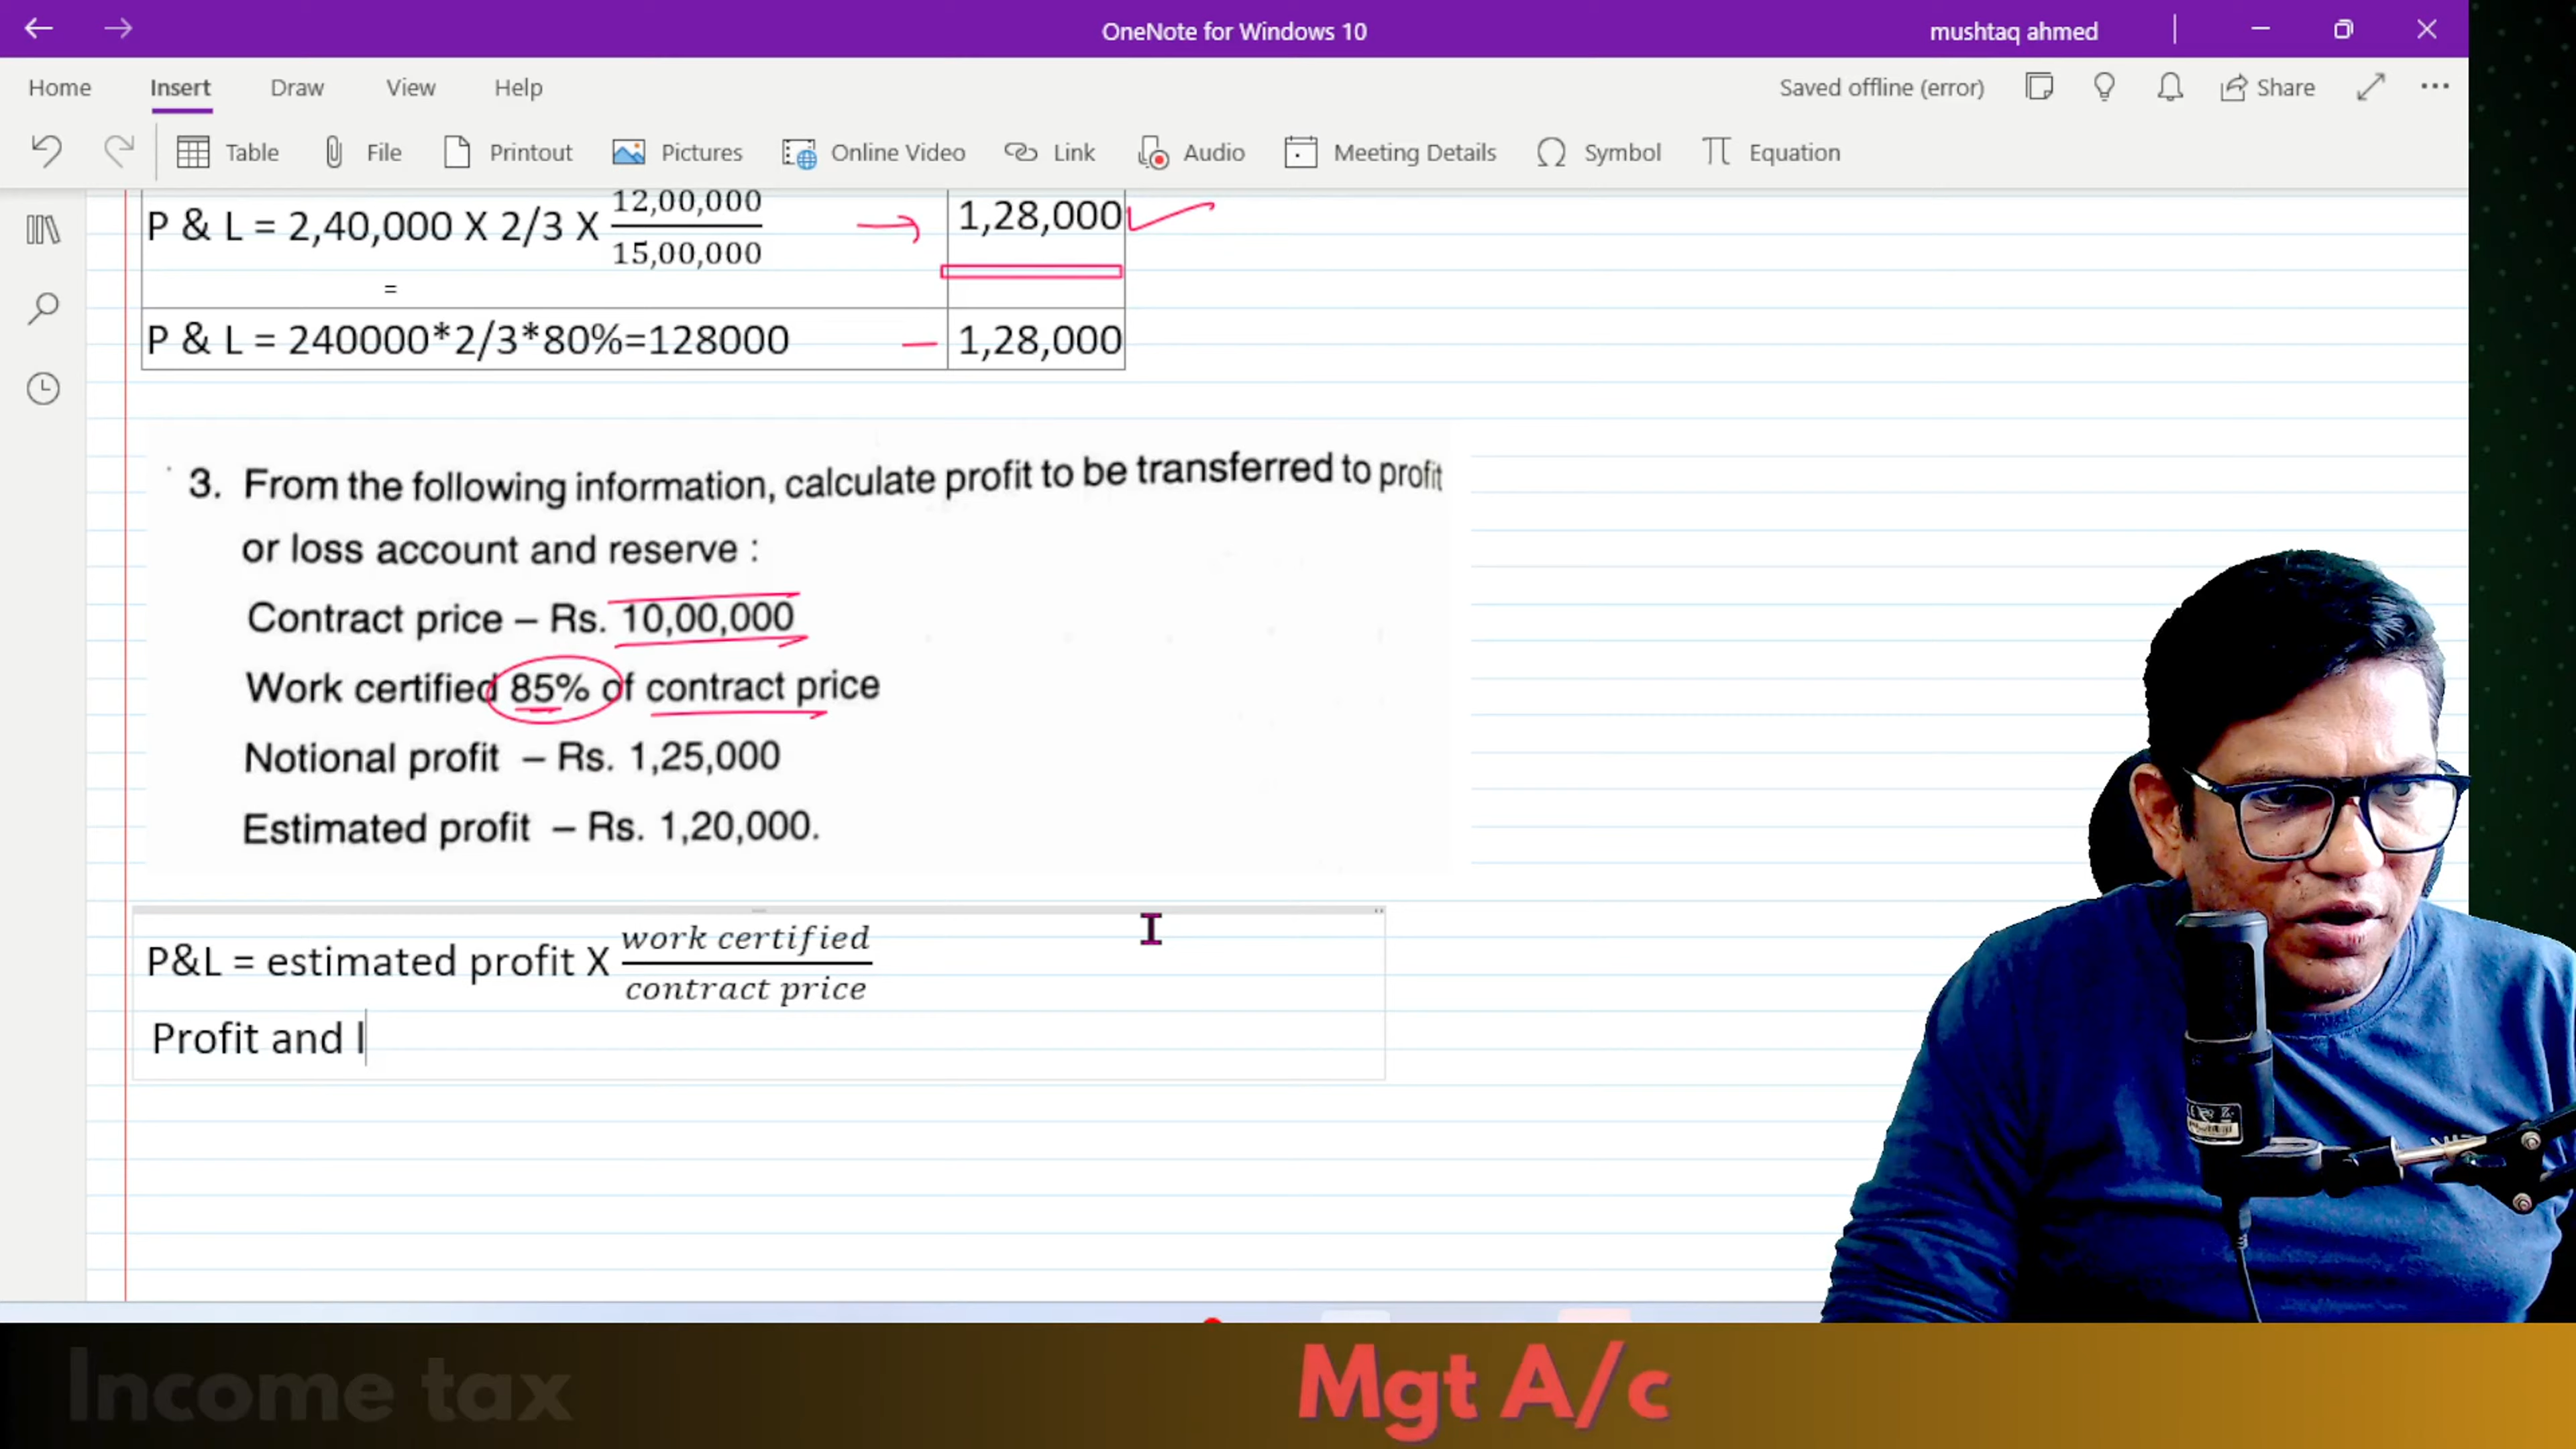 OneNote for Windows 10
mushtaq ahmed
Home Insert Draw View Help
Saved offline (error) Share
Table File Printout Pictures Online Video Link Audio Meeting Details Symbol Equation
P & L = 2,40,000 X 2/3 X 12,00,000 / 15,00,000 1,28,000
=
P & L = 240000*2/3*80%=128000 1,28,000
3. From the following information, calculate profit to be transferred to profit
or loss account and reserve :
Contract price – Rs. 10,00,000
Work certified 85% of contract price
Notional profit – Rs. 1,25,000
Estimated profit – Rs. 1,20,000.
P&L = estimated profit X work certified / contract price
Profit and l
Income tax
Mgt A/c